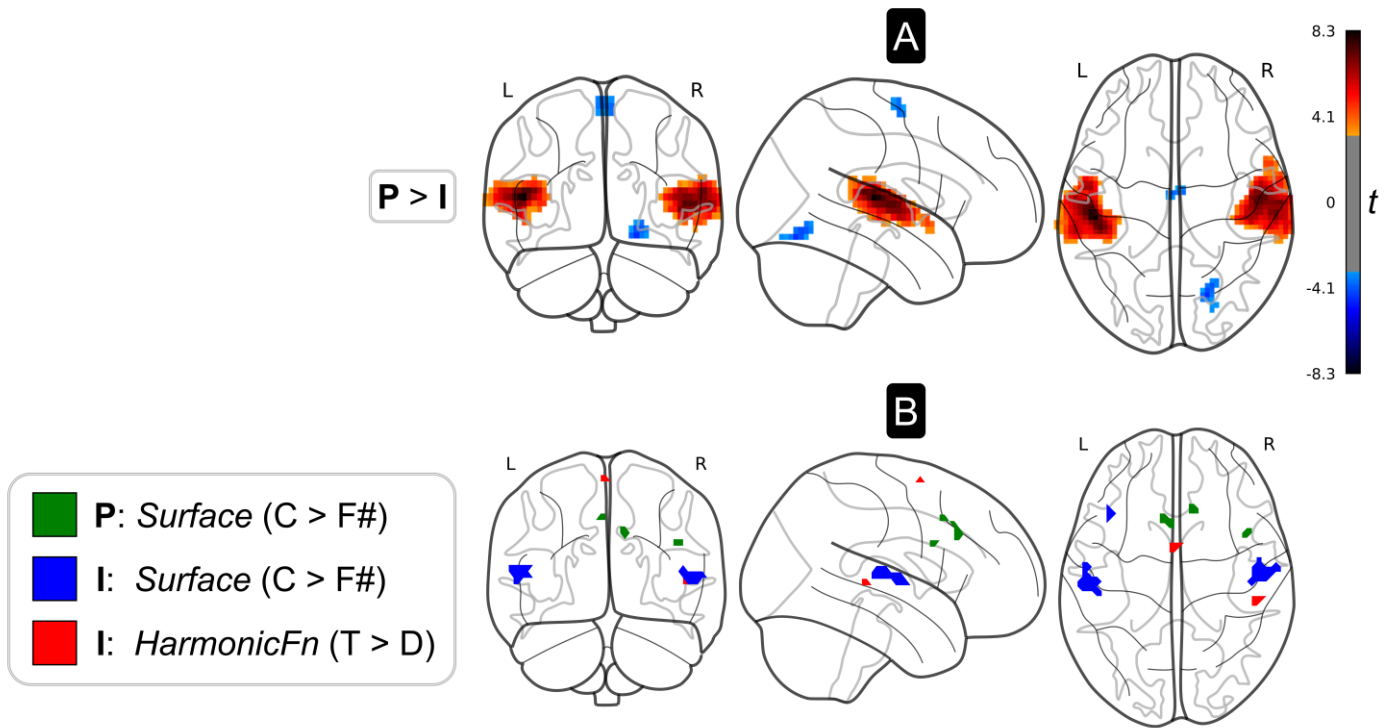 A
L
R
L
R
8.3
4.1
0
-4.1
-8.3
t
P > I
B
L
R
L
R
P: Surface (C > F#)
I: Surface (C > F#)
I: HarmonicFn (T > D)